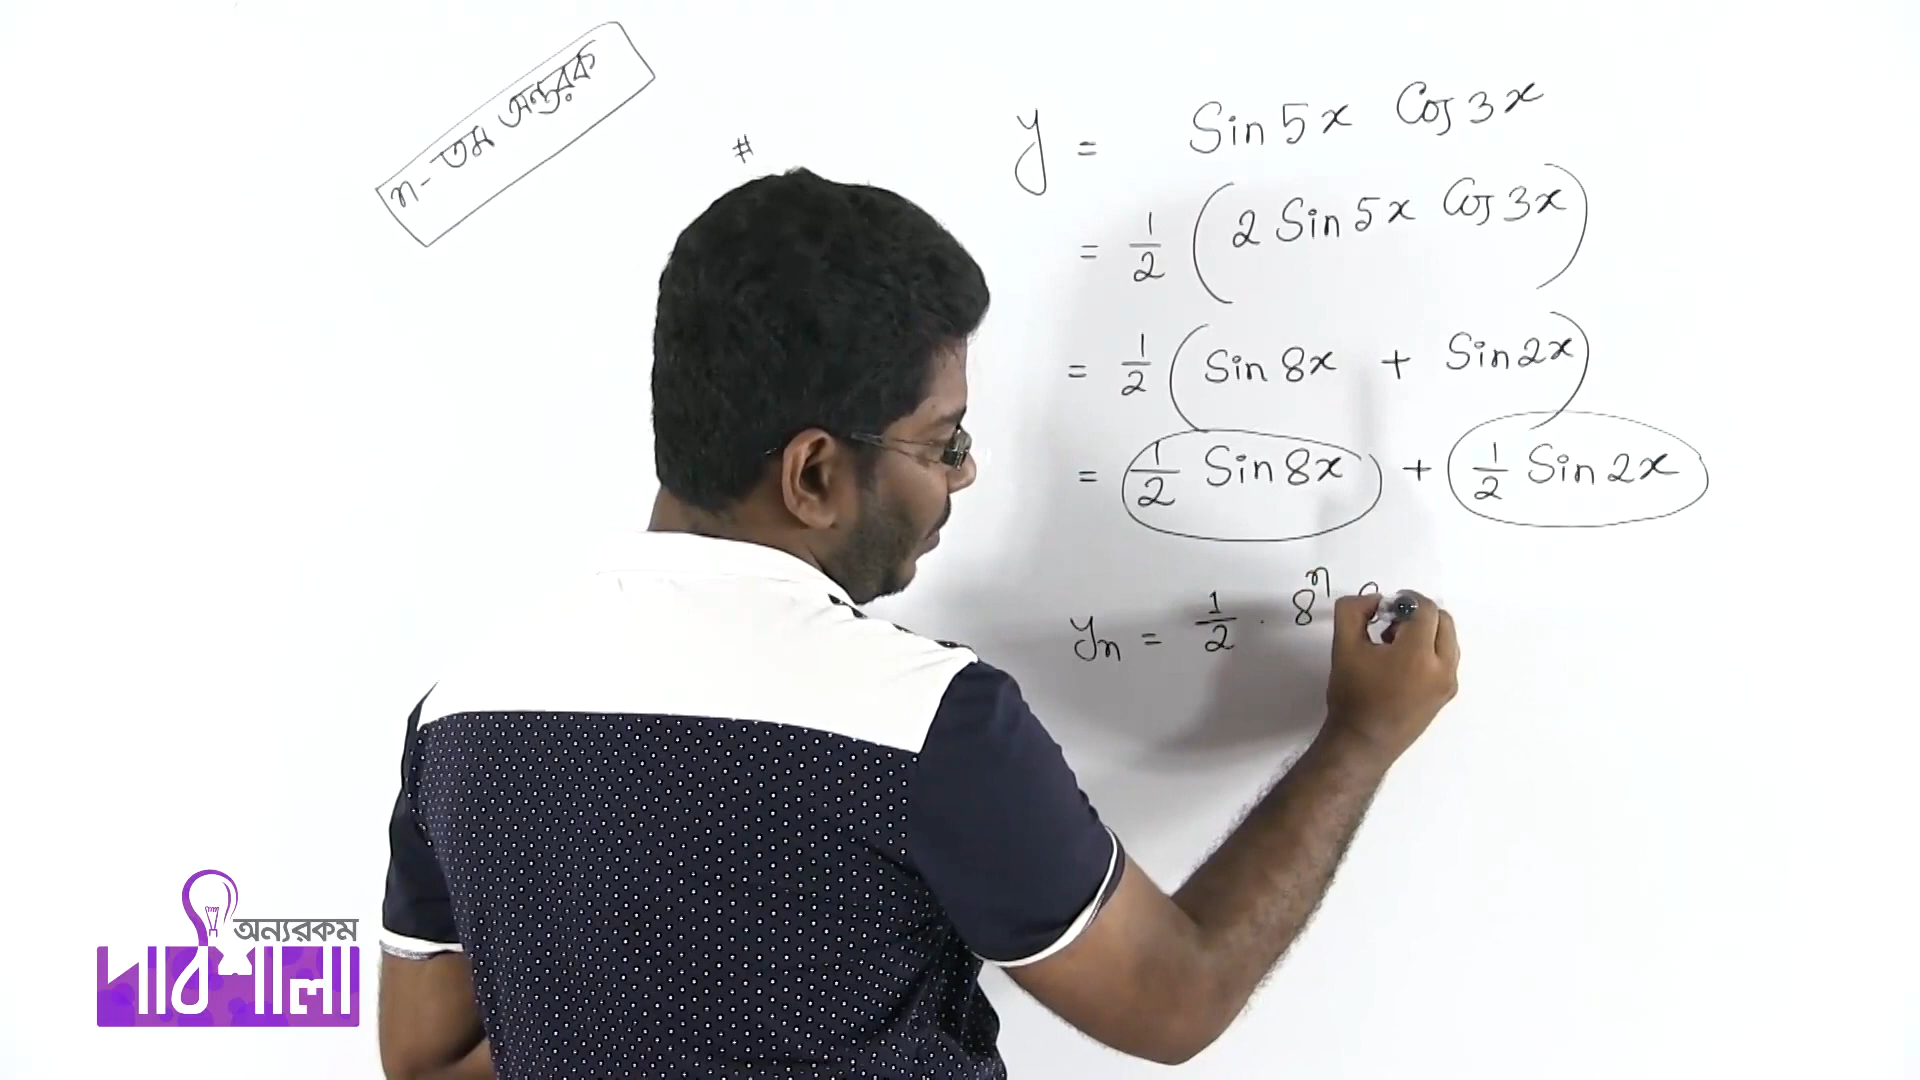 n- তম অন্তরক
#
y = Sin 5x Cos 3x
= 1/2 ( 2 Sin 5x Cos 3x )
= 1/2 ( Sin 8x + Sin 2x )
= 1/2 Sin 8x + 1/2 Sin 2x
yn = 1/2 . 8^n
অন্যরকম
পাঠশালা